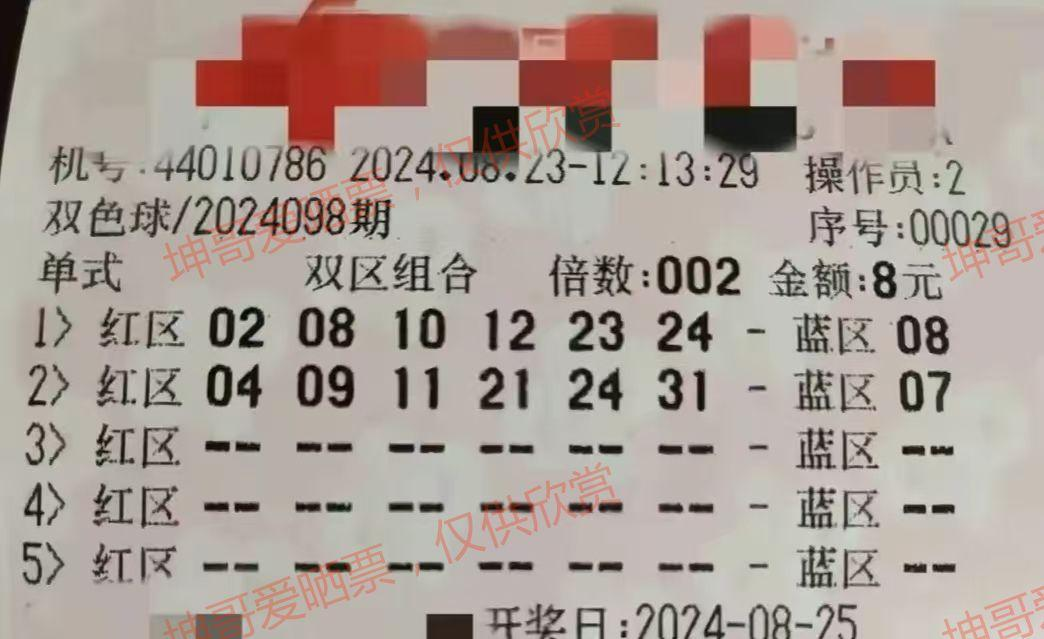 机号:44010786 2024.08.23-12:13:29 操作员:2
双色球/2024098期 序号:00029
单式 双区组合 倍数:002 金额:8元
1> 红区 02 08 10 12 23 24 - 蓝区 08
2> 红区 04 09 11 21 24 31 - 蓝区 07
3> 红区 -- -- -- -- -- -- - 蓝区 --
4> 红区 -- -- -- -- -- -- - 蓝区 --
5> 红区 -- -- -- -- -- -- - 蓝区 --
开奖日:2024-08-25
坤哥爱晒票，仅供欣赏
坤哥爱晒票，仅供欣赏
坤哥爱
坤哥爱晒